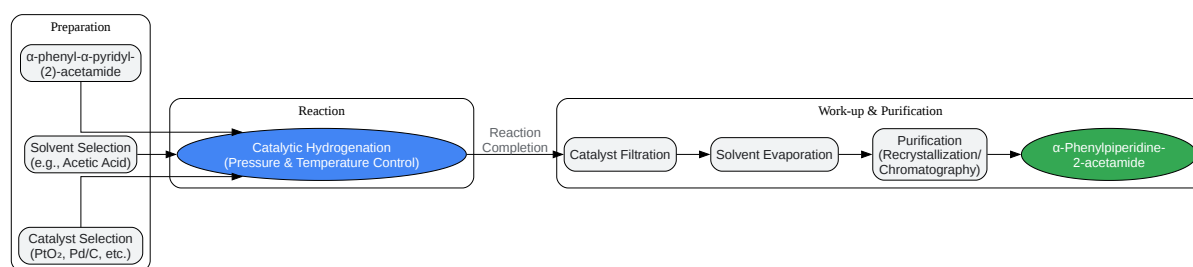 Preparation
α-phenyl-α-pyridyl-
(2)-acetamide
Solvent Selection
(e.g., Acetic Acid)
Catalyst Selection
(PtO₂, Pd/C, etc.)
Reaction
Catalytic Hydrogenation
(Pressure & Temperature Control)
Reaction
Completion
Work-up & Purification
Catalyst Filtration
Solvent Evaporation
Purification
(Recrystallization/
Chromatography)
α-Phenylpiperidine-
2-acetamide